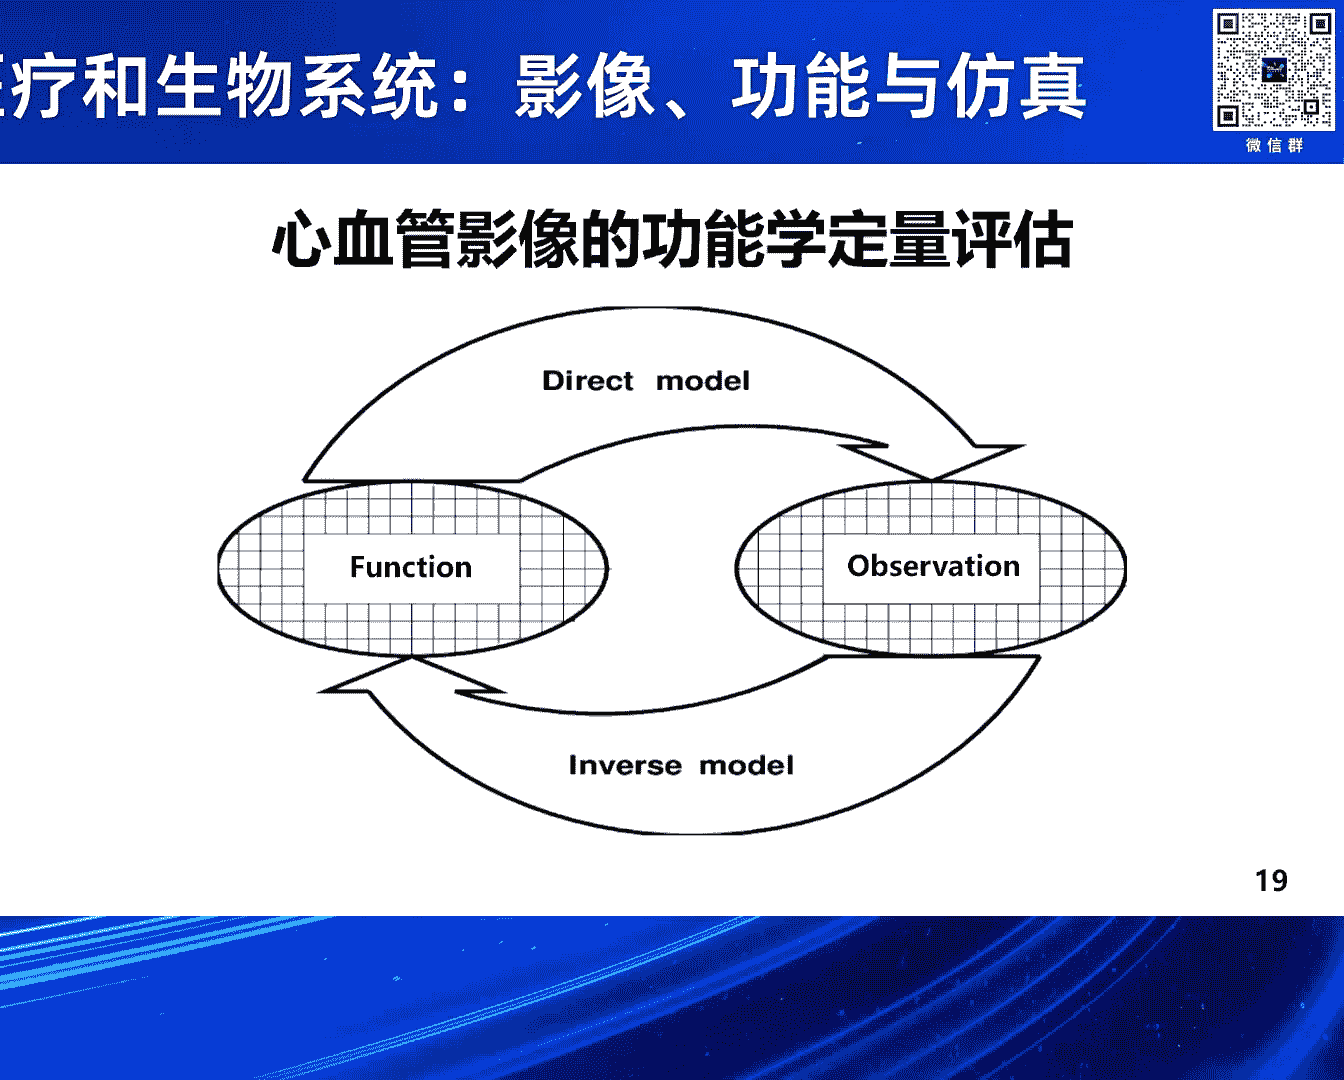 疗和生物系统：影像、功能与仿真
微信群
心血管影像的功能学定量评估
Direct model
Function
Observation
Inverse model
19